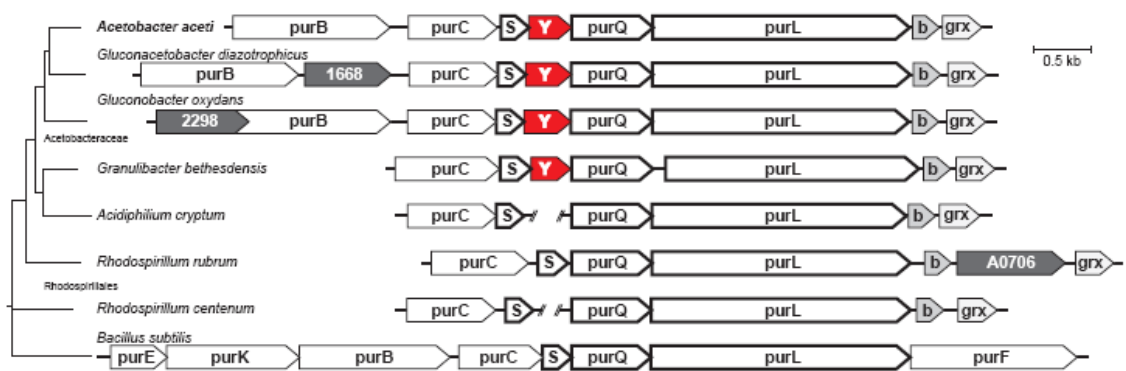 Acetobacter aceti purB purC S Y purQ purL b grx
0.5 kb
Gluconacetobacter diazotrophicus
purB 1668 purC S Y purQ purL b grx
Gluconobacter oxydans
2298 purB purC S Y purQ purL b grx
Acetobacteraceae
Granulibacter bethesdensis purC S Y purQ purL b grx
Acidiphilium cryptum purC S purQ purL b grx
Rhodospirillum rubrum purC S purQ purL b A0706 grx
Rhodospirillales
Rhodospirillum centenum purC S purQ purL b grx
Bacillus subtilis
purE purK purB purC S purQ purL purF